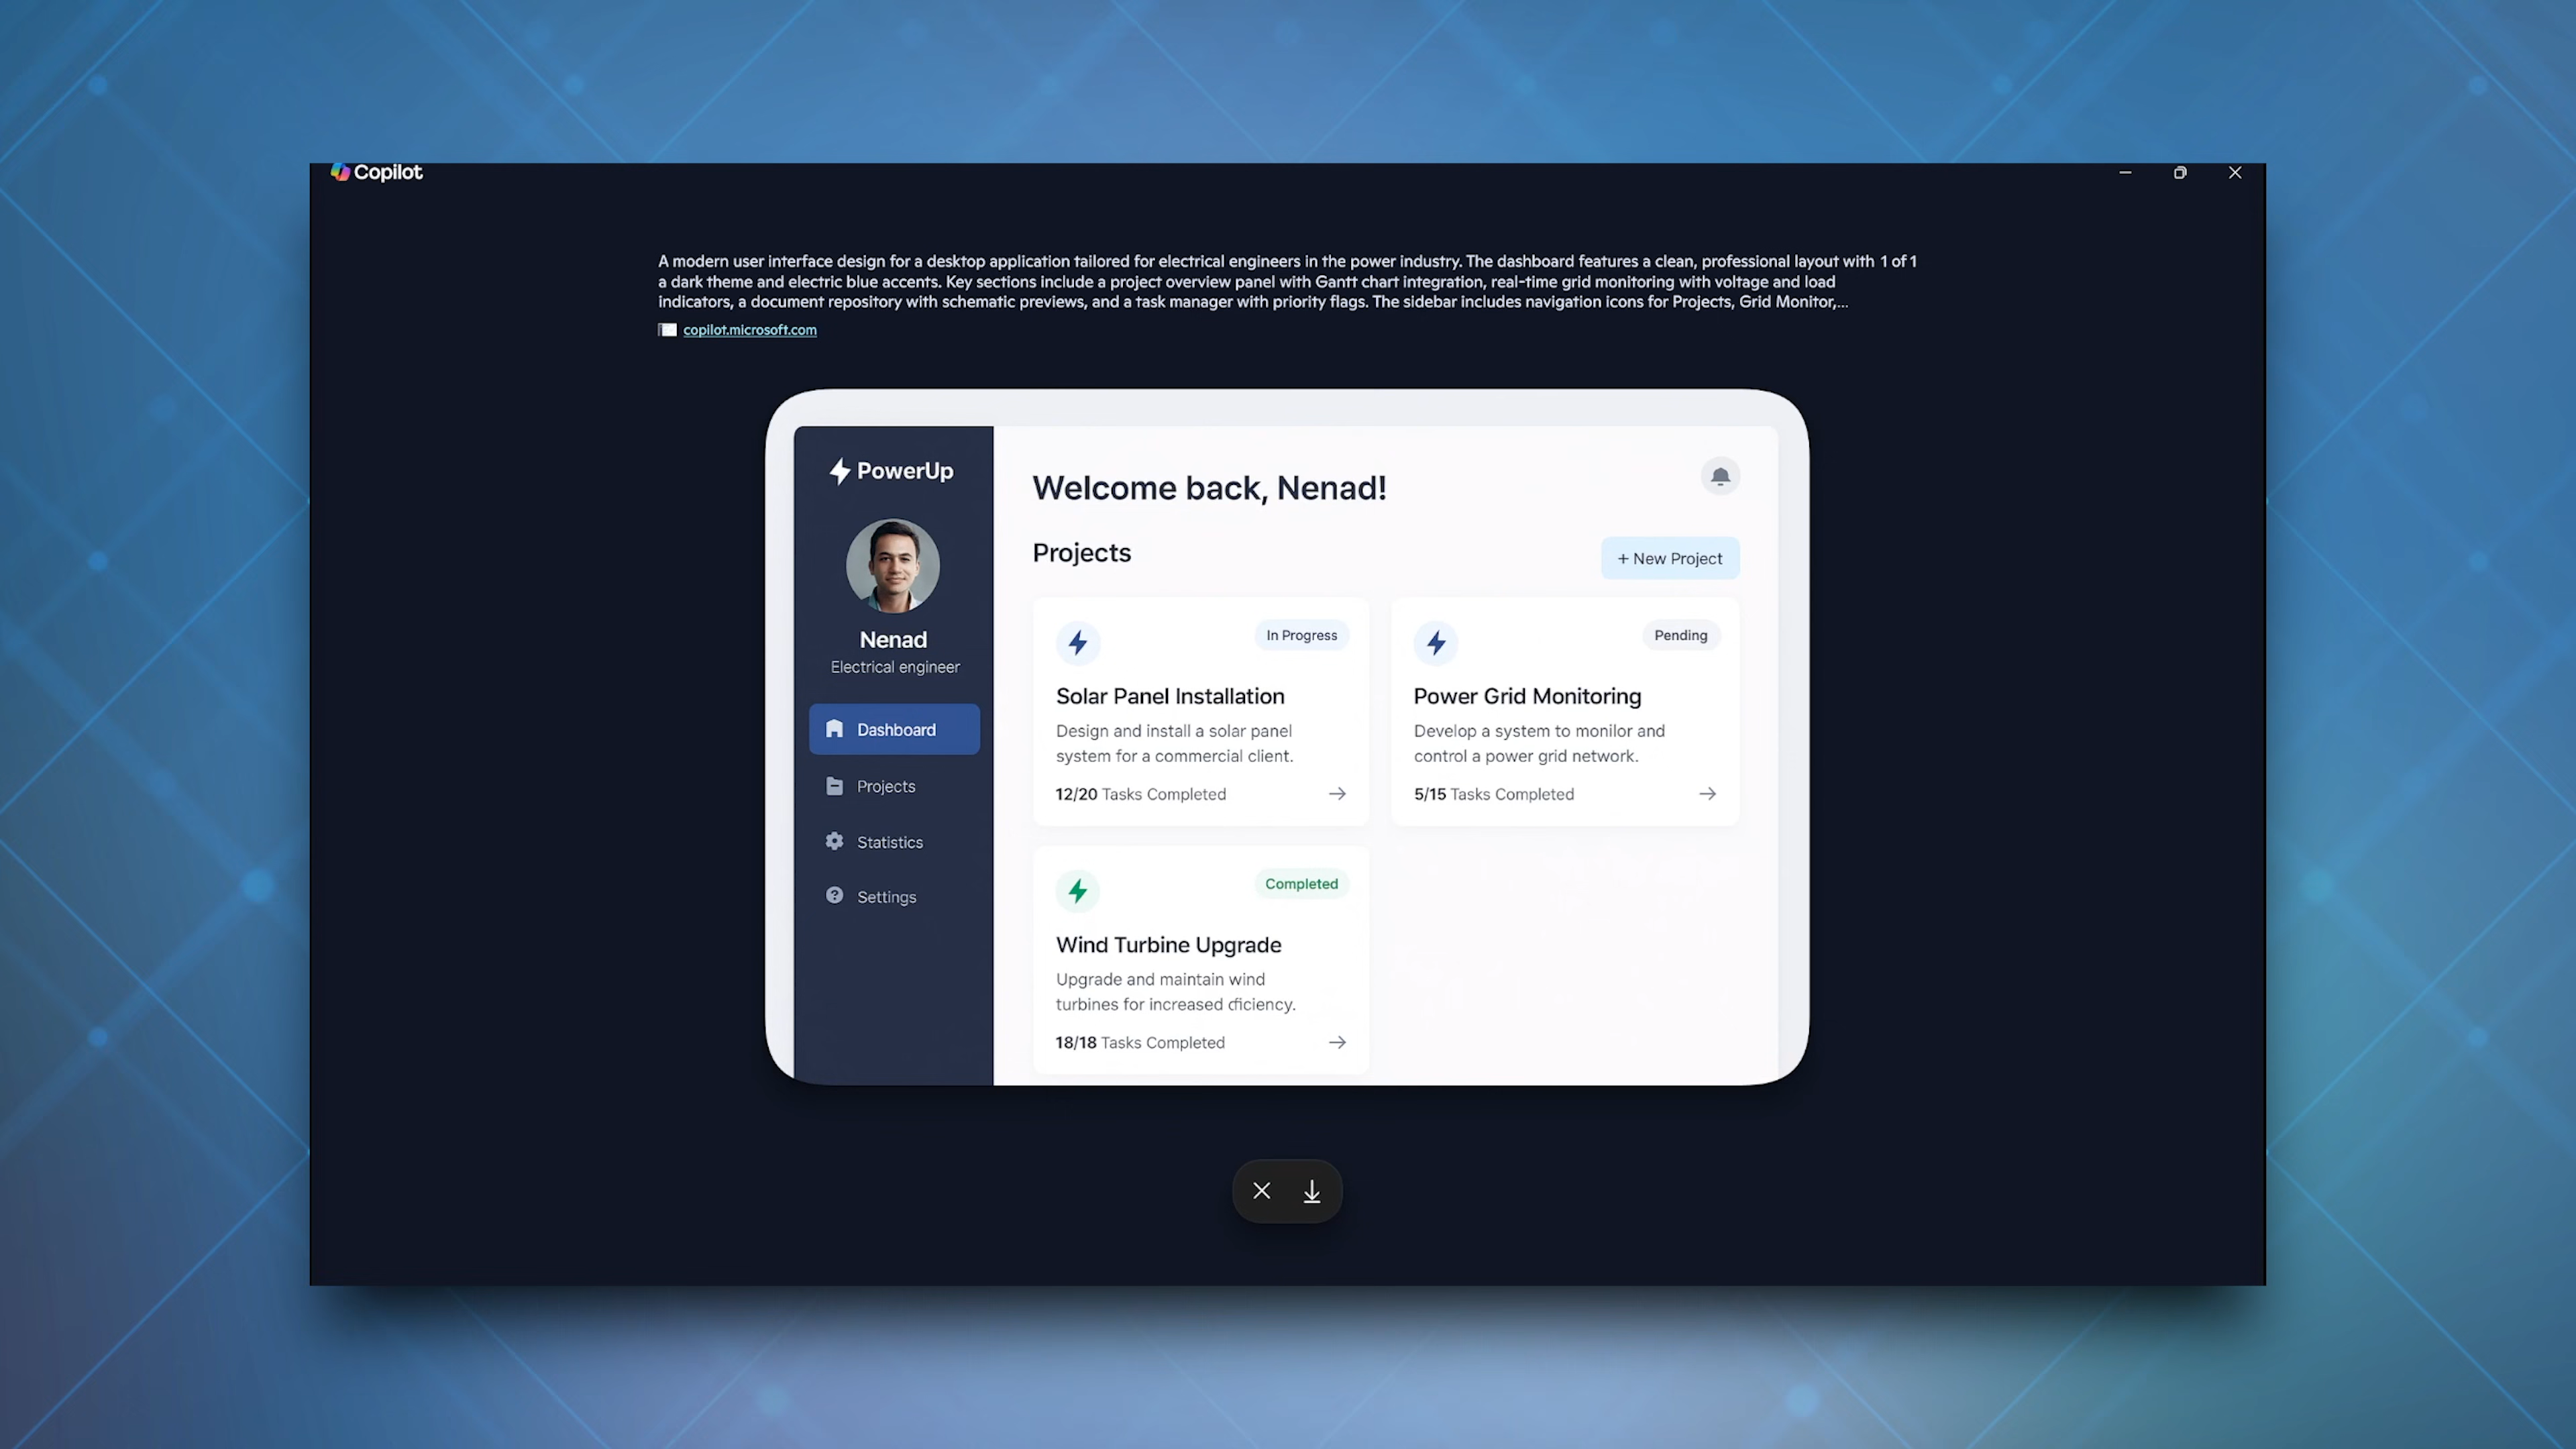 Copilot
A modern user interface design for a desktop application tailored for electrical engineers in the power industry. The dashboard features a clean, professional layout with 1 of 1
a dark theme and electric blue accents. Key sections include a project overview panel with Gantt chart integration, real-time grid monitoring with voltage and load
indicators, a document repository with schematic previews, and a task manager with priority flags. The sidebar includes navigation icons for Projects, Grid Monitor,...
copilot.microsoft.com
PowerUp
Nenad
Electrical engineer
Dashboard
Projects
Statistics
Settings
Welcome back, Nenad!
Projects
+ New Project
In Progress
Solar Panel Installation
Design and install a solar panel
system for a commercial client.
12/20 Tasks Completed
Pending
Power Grid Monitoring
Develop a system to monilor and
control a power grid network.
5/15 Tasks Completed
Completed
Wind Turbine Upgrade
Upgrade and maintain wind
turbines for increased
18/18 Tasks Completed